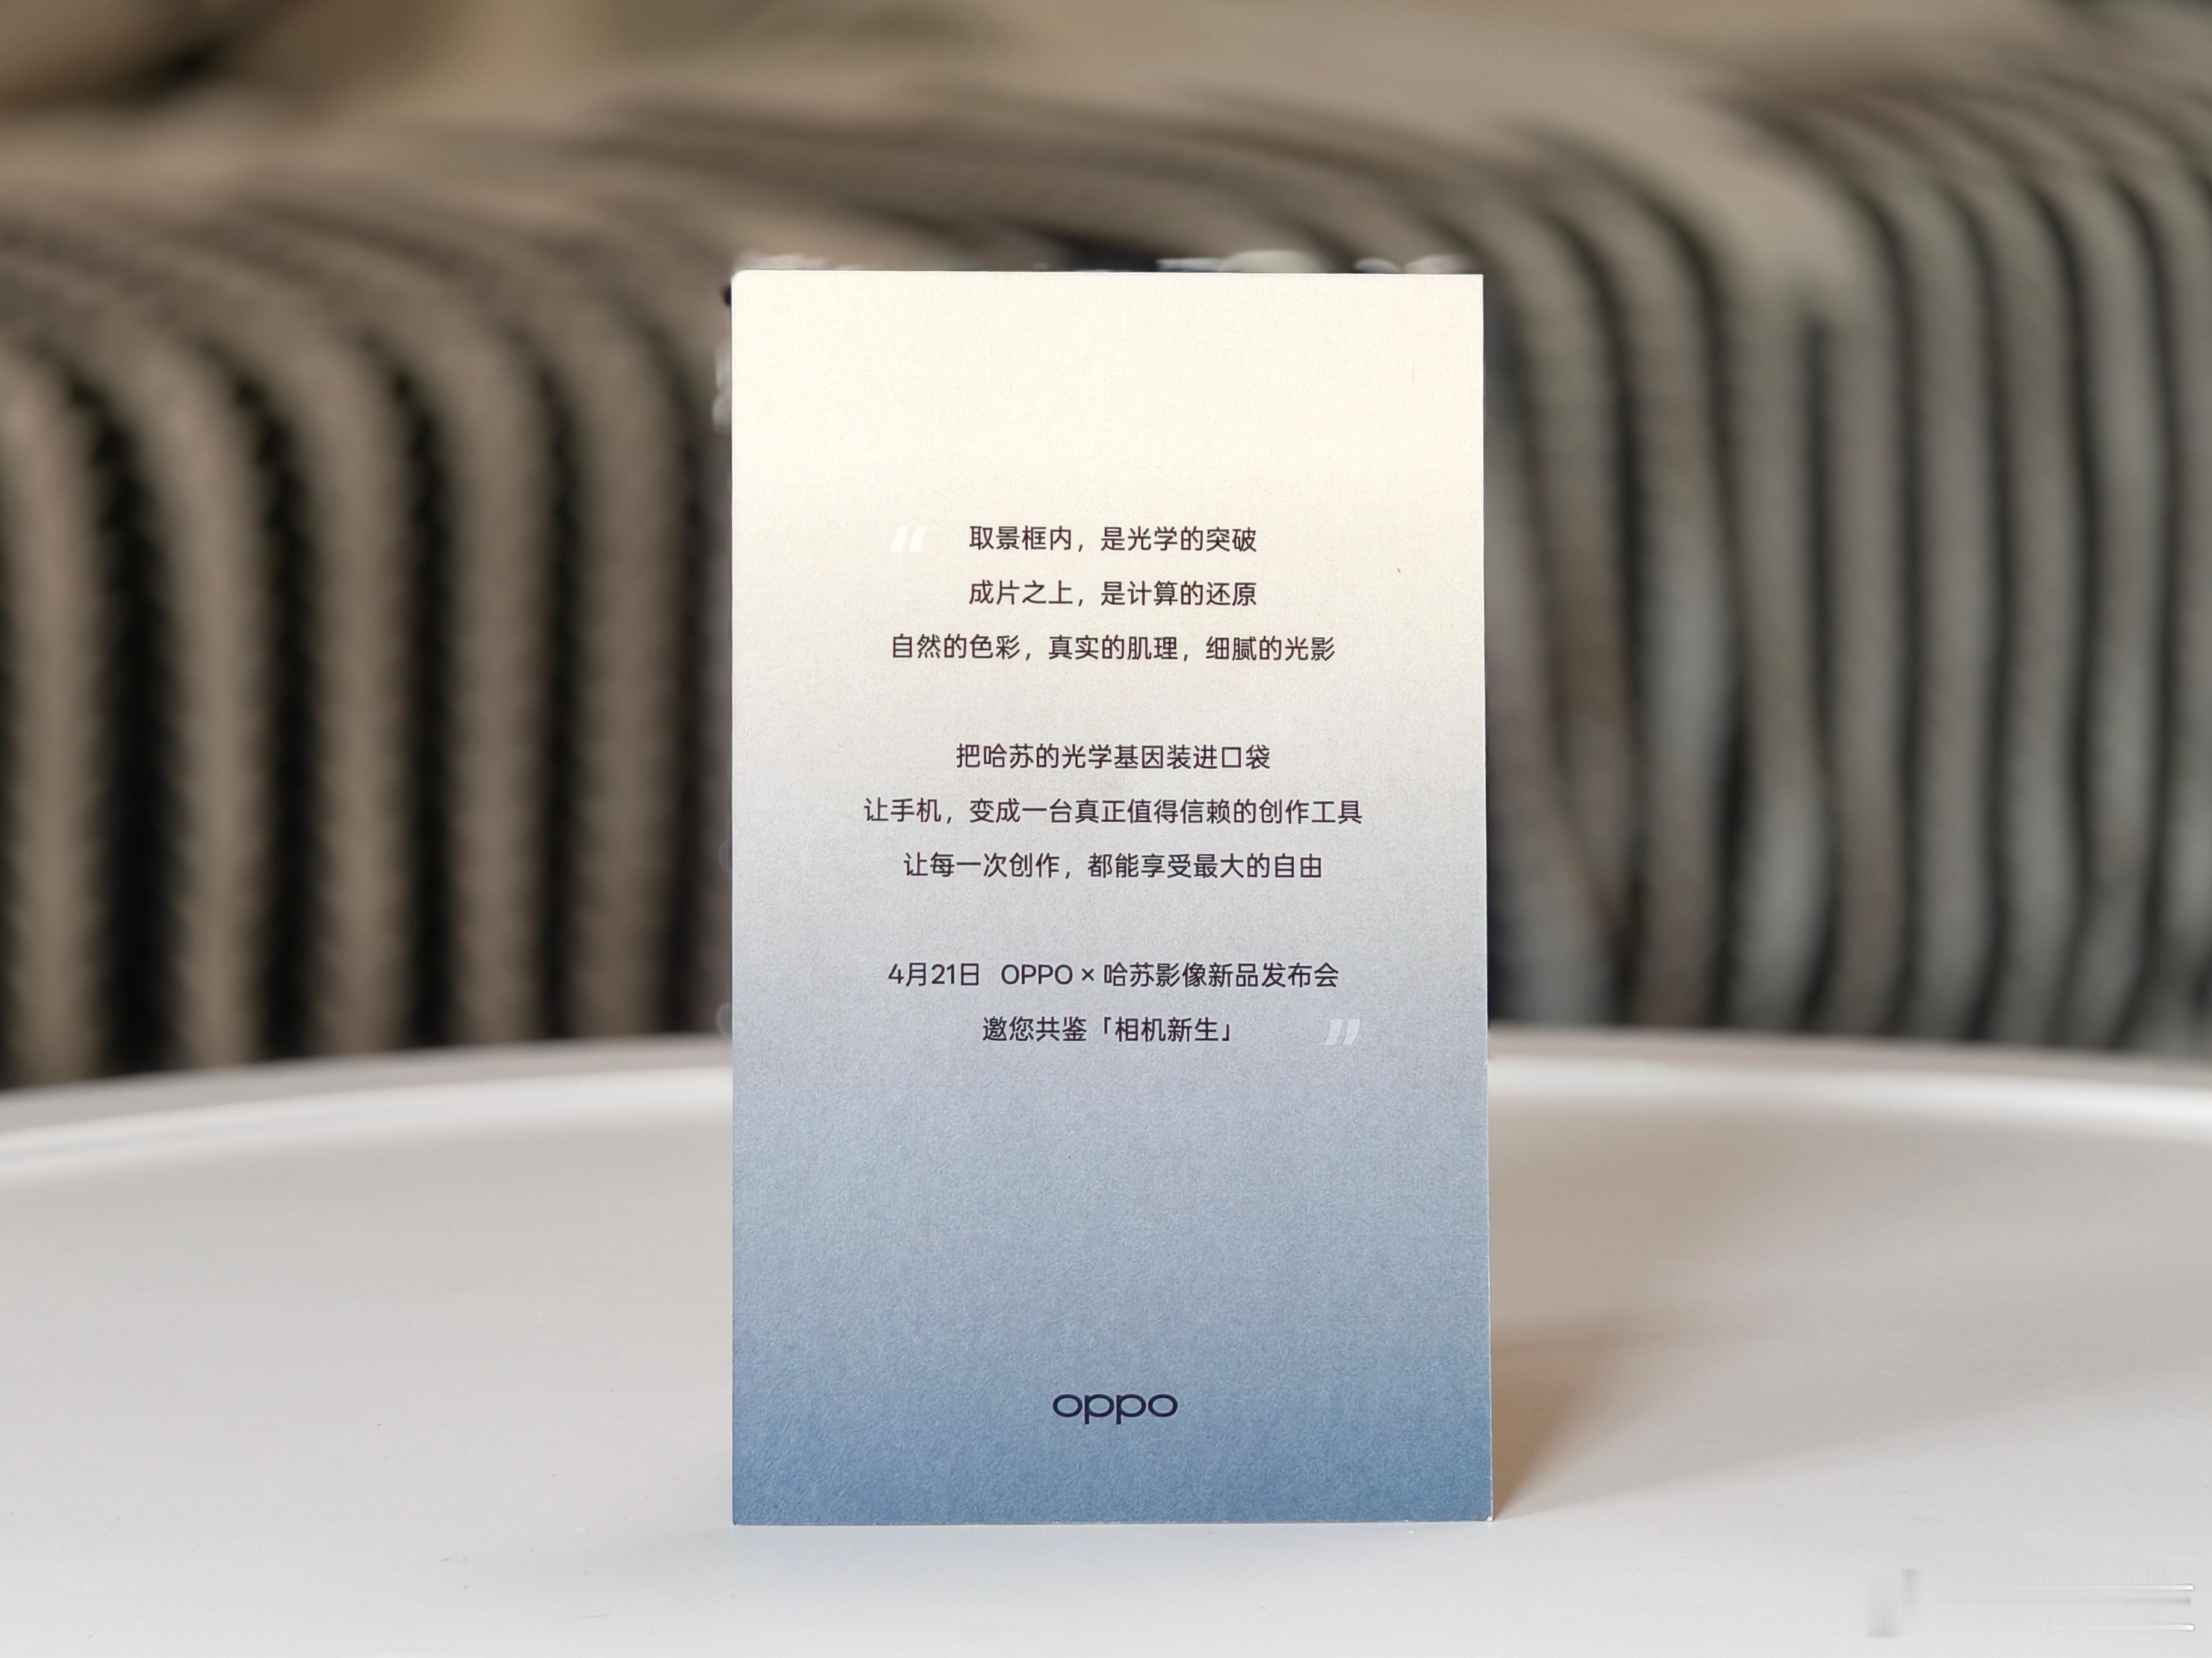 “ 取景框内，是光学的突破
成片之上，是计算的还原
自然的色彩，真实的肌理，细腻的光影
把哈苏的光学基因装进口袋
让手机，变成一台真正值得信赖的创作工具
让每一次创作，都能享受最大的自由
4月21日 OPPO × 哈苏影像新品发布会
邀您共鉴「相机新生」 ”
oppo